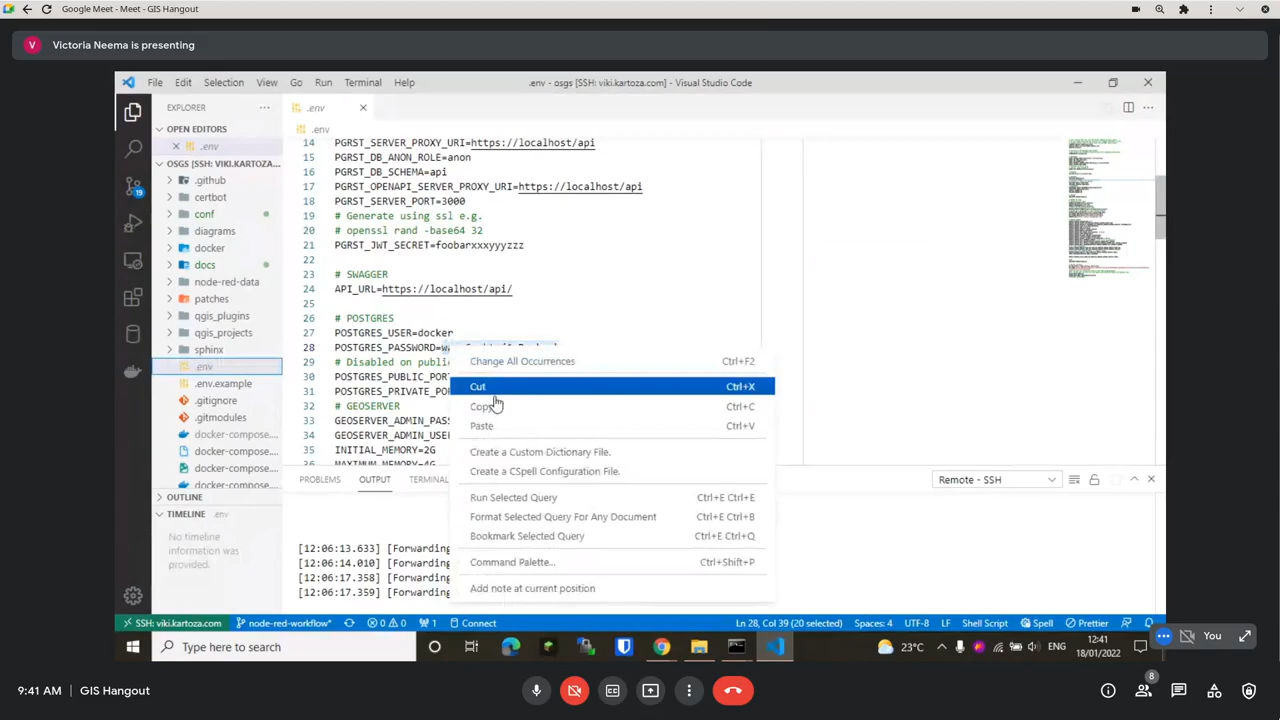 Google Meet - Meet - GIS Hangout
V Victoria Neema is presenting
File Edit Selection View Go Run Terminal Help
.env - osgs [SSH: viki.kartoza.com] - Visual Studio Code
EXPLORER
.env
OPEN EDITORS
.env
OSGS [SSH: VIKI.KARTOZA....
.github
certbot
conf
diagrams
docker
docs
node-red-data
patches
qgis_plugins
qgis_projects
sphinx
.env
.env.example
.gitignore
.gitmodules
docker-compose....
docker-compose....
docker-compose....
docker-compose....
OUTLINE
TIMELINE .env
No timeline
information was
provided.
19
.env
14 PGRST_SERVER_PROXY_URI=https://localhost/api
15 PGRST_DB_ANON_ROLE=anon
16 PGRST_DB_SCHEMA=api
17 PGRST_OPENAPI_SERVER_PROXY_URI=https://localhost/api
18 PGRST_SERVER_PORT=3000
19 # Generate using ssl e.g.
20 # openssl rand -base64 32
21 PGRST_JWT_SECRET=foobarxxxyyyzzz
22
23 # SWAGGER
24 API_URL=https://localhost/api/
25
26 # POSTGRES
27 POSTGRES_USER=docker
28 POSTGRES_PASSWORD=
29 # Disabled on publi
30 POSTGRES_PUBLIC_POR
31 POSTGRES_PRIVATE_PO
32 # GEOSERVER
33 GEOSERVER_ADMIN_PAS
34 GEOSERVER_ADMIN_USE
35 INITIAL_MEMORY=2G
36 MAXIMUM_MEMORY=4G
Change All Occurrences Ctrl+F2
Cut Ctrl+X
Copy Ctrl+C
Paste Ctrl+V
Create a Custom Dictionary File.
Create a CSpell Configuration File.
Run Selected Query Ctrl+E Ctrl+E
Format Selected Query For Any Document Ctrl+E Ctrl+B
Bookmark Selected Query Ctrl+E Ctrl+Q
Command Palette... Ctrl+Shift+P
Add note at current position
PROBLEMS OUTPUT TERMINAL
Remote - SSH
[12:06:13.633] [Forwarding
[12:06:14.010] [Forwarding
[12:06:17.358] [Forwarding
[12:06:17.359] [Forwarding
SSH: viki.kartoza.com node-red-workflow* 0 0 1 Connect
Ln 28, Col 39 (20 selected) Spaces: 4 UTF-8 LF Shell Script Spell Prettier
Type here to search
23°C ENG
12:41
18/01/2022
You
9:41 AM GIS Hangout
8